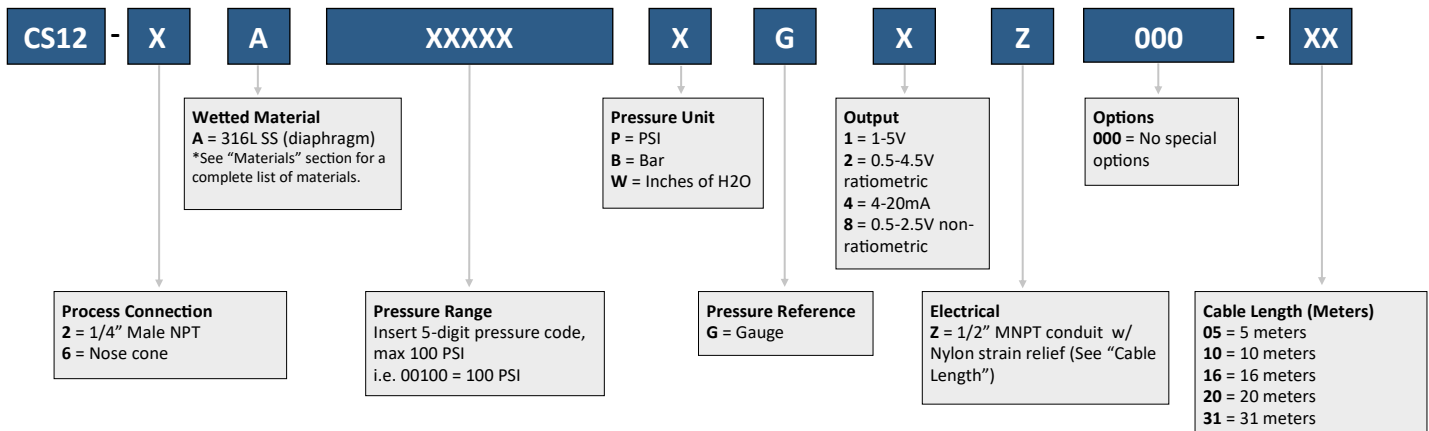 CS12 - X A XXXXX X G X Z 000 - XX
Wetted Material
A = 316L SS (diaphragm)
*See “Materials” section for a
complete list of materials.
Pressure Unit
P = PSI
B = Bar
W = Inches of H2O
Output
1 = 1-5V
2 = 0.5-4.5V
ratiometric
4 = 4-20mA
8 = 0.5-2.5V non-
ratiometric
Options
000 = No special
options
Process Connection
2 = 1/4” Male NPT
6 = Nose cone
Pressure Range
Insert 5-digit pressure code,
max 100 PSI
i.e. 00100 = 100 PSI
Pressure Reference
G = Gauge
Electrical
Z = 1/2” MNPT conduit w/
Nylon strain relief (See “Cable
Length”)
Cable Length (Meters)
05 = 5 meters
10 = 10 meters
16 = 16 meters
20 = 20 meters
31 = 31 meters